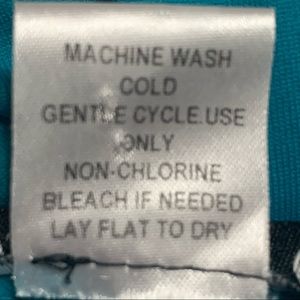 MACHINE WASH
COLD
GENTLE CYCLE.USE
ONLY
NON-CHLORINE
BLEACH IF NEEDED
LAY FLAT TO DRY